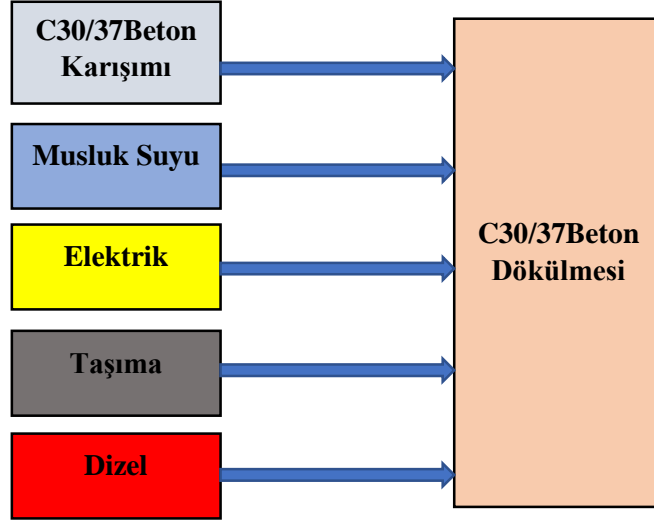 C30/37Beton
Karışımı
Musluk Suyu
Elektrik
Taşıma
Dizel
C30/37Beton
Dökülmesi